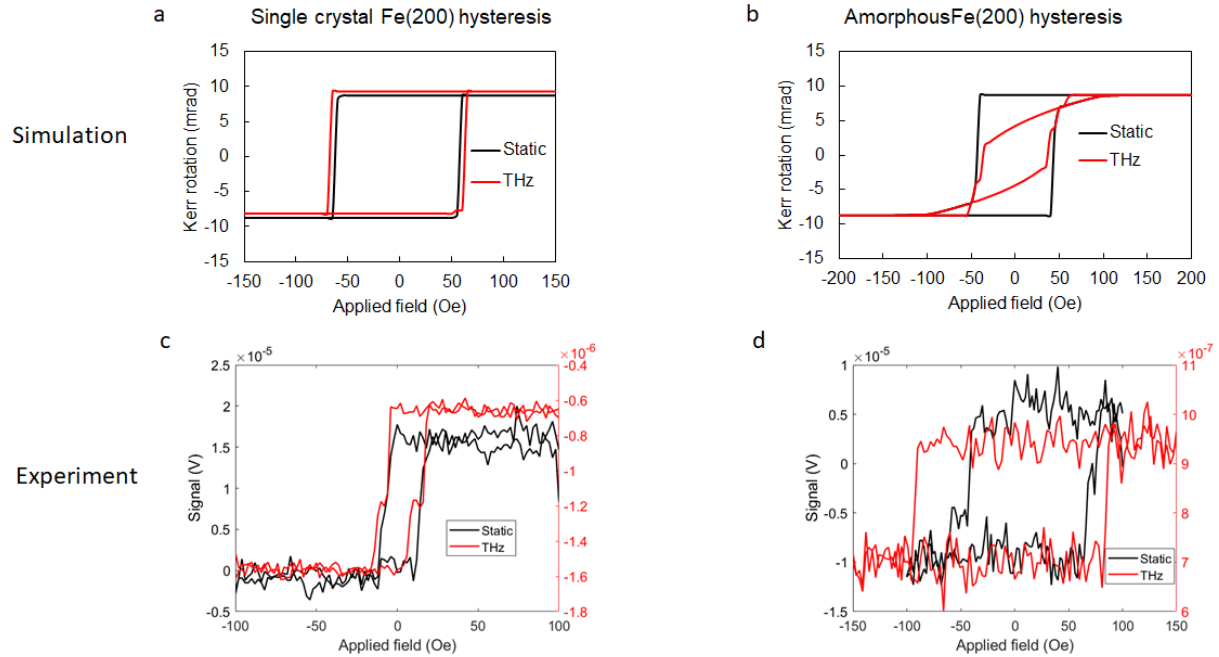 a
Single crystal Fe(200) hysteresis
b
AmorphousFe(200) hysteresis
Simulation
Kerr rotation (mrad)
15
10
5
0
-5
-10
-15
Static
THz
-150 -100 -50 0 50 100 150
Applied field (Oe)
Kerr rotation (mrad)
15
10
5
0
-5
-10
-15
Static
THz
-200 -150 -100 -50 0 50 100 150 200
Applied field (Oe)
Experiment
c
×10-5
×10-6
Signal (V)
2.5
2
1.5
1
0.5
0
-0.5
-0.4
-0.6
-0.8
-1
-1.2
-1.4
-1.6
-1.8
Static
THz
-100 -50 0 50 100
Applied field (Oe)
d
×10-5
×10-7
Signal (V)
1
0.5
0
-0.5
-1
-1.5
11
10
9
8
7
6
Static
THz
-150 -100 -50 0 50 100 150
Applied field (Oe)